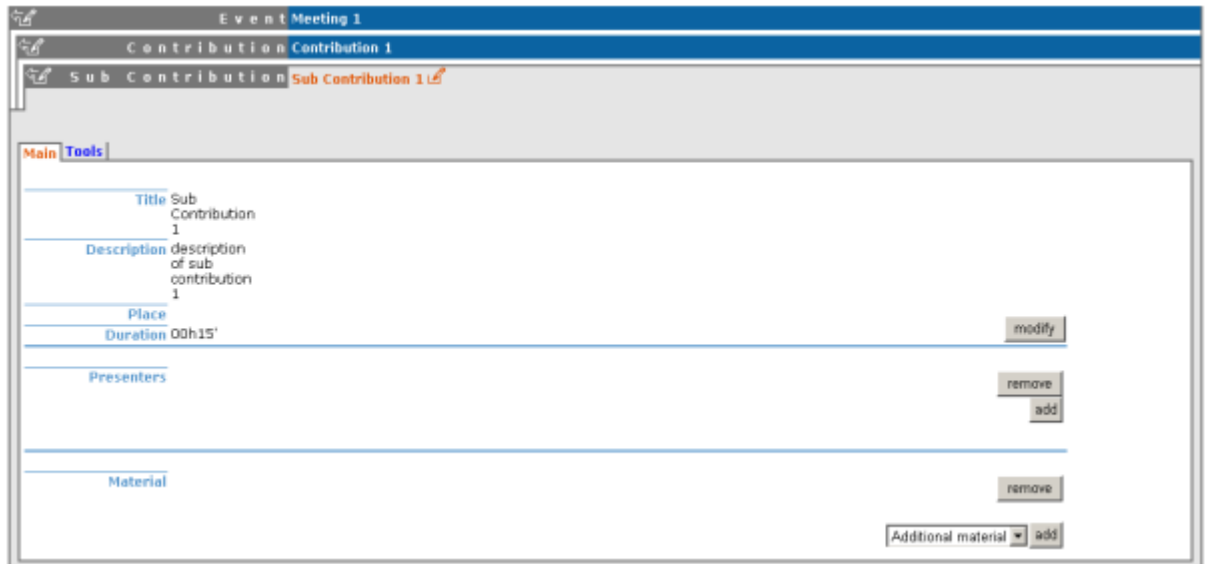 Event Meeting 1
Contribution Contribution 1
Sub Contribution Sub Contribution 1
Main Tools
Title Sub
Contribution
1
Description description
of sub
contribution
1
Place
Duration 00h15'
modify
Presenters
remove
add
Material
remove
Additional material add